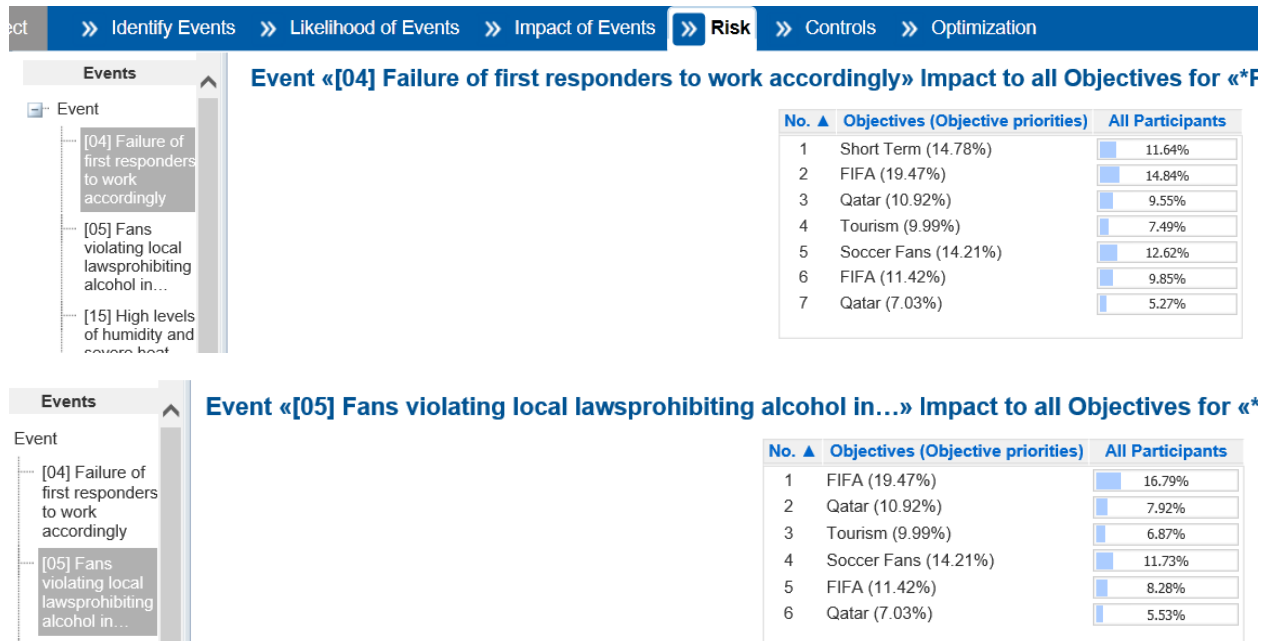 ect » Identify Events » Likelihood of Events » Impact of Events » Risk » Controls » Optimization
Events
Event
[04] Failure of
first responders
to work
accordingly
[05] Fans
violating local
lawsprohibiting
alcohol in…
[15] High levels
of humidity and
severe heat
Event «[04] Failure of first responders to work accordingly» Impact to all Objectives for «*F
No. ▲ Objectives (Objective priorities) All Participants
1 Short Term (14.78%) 11.64%
2 FIFA (19.47%) 14.84%
3 Qatar (10.92%) 9.55%
4 Tourism (9.99%) 7.49%
5 Soccer Fans (14.21%) 12.62%
6 FIFA (11.42%) 9.85%
7 Qatar (7.03%) 5.27%
Events
Event
[04] Failure of
first responders
to work
accordingly
[05] Fans
violating local
lawsprohibiting
alcohol in…
Event «[05] Fans violating local lawsprohibiting alcohol in…» Impact to all Objectives for «*
No. ▲ Objectives (Objective priorities) All Participants
1 FIFA (19.47%) 16.79%
2 Qatar (10.92%) 7.92%
3 Tourism (9.99%) 6.87%
4 Soccer Fans (14.21%) 11.73%
5 FIFA (11.42%) 8.28%
6 Qatar (7.03%) 5.53%